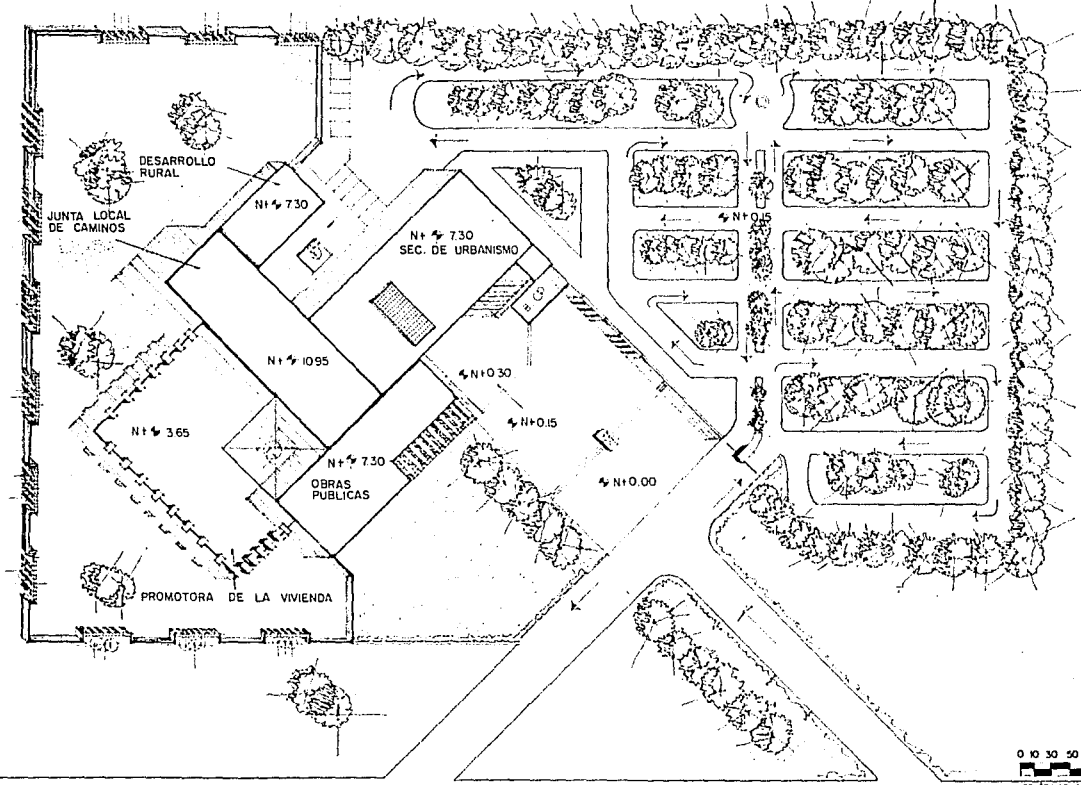 DESARROLLO
RURAL
JUNTA LOCAL
DE CAMINOS
N+ 7.30
N+ 7.30
SEC. DE URBANISMO
N+0.15
N+ 10.95
N+0.30
N+ 3.65
N+0.15
N+ 7.30
OBRAS
PUBLICAS
N+0.00
PROMOTORA DE LA VIVIENDA
0 10 30 50